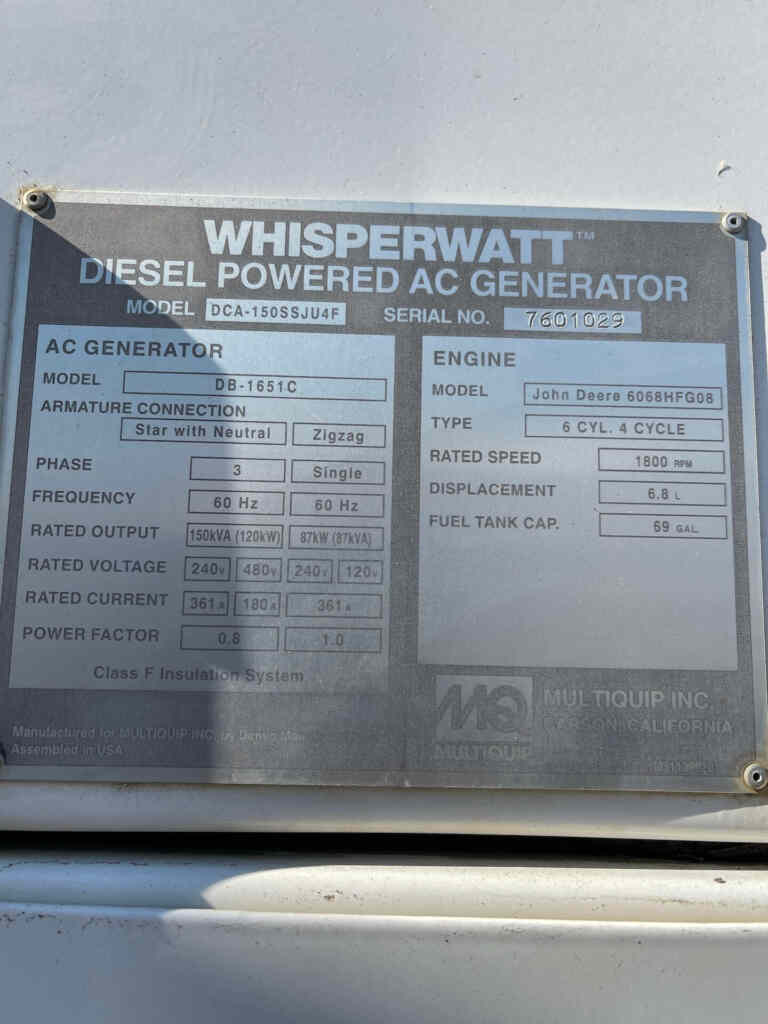 WHISPERWATT™
DIESEL POWERED AC GENERATOR
MODEL DCA-150SSJU4F SERIAL NO. 7601029
AC GENERATOR
MODEL DB-1651C
ARMATURE CONNECTION
Star with Neutral Zigzag
PHASE 3 Single
FREQUENCY 60 Hz 60 Hz
RATED OUTPUT 150kVA (120kW) 87kW (87kVA)
RATED VOLTAGE 240V 480V 240V 120V
RATED CURRENT 361A 180A 361A
POWER FACTOR 0.8 1.0
Class F Insulation System
ENGINE
MODEL John Deere 6068HFG08
TYPE 6 CYL. 4 CYCLE
RATED SPEED 1800 RPM
DISPLACEMENT 6.8 L
FUEL TANK CAP. 69 GAL.
Manufactured for MULTIQUIP INC. by Denyo
Assembled in USA
MQ
MULTIQUIP
MULTIQUIP INC.
CARSON, CALIFORNIA